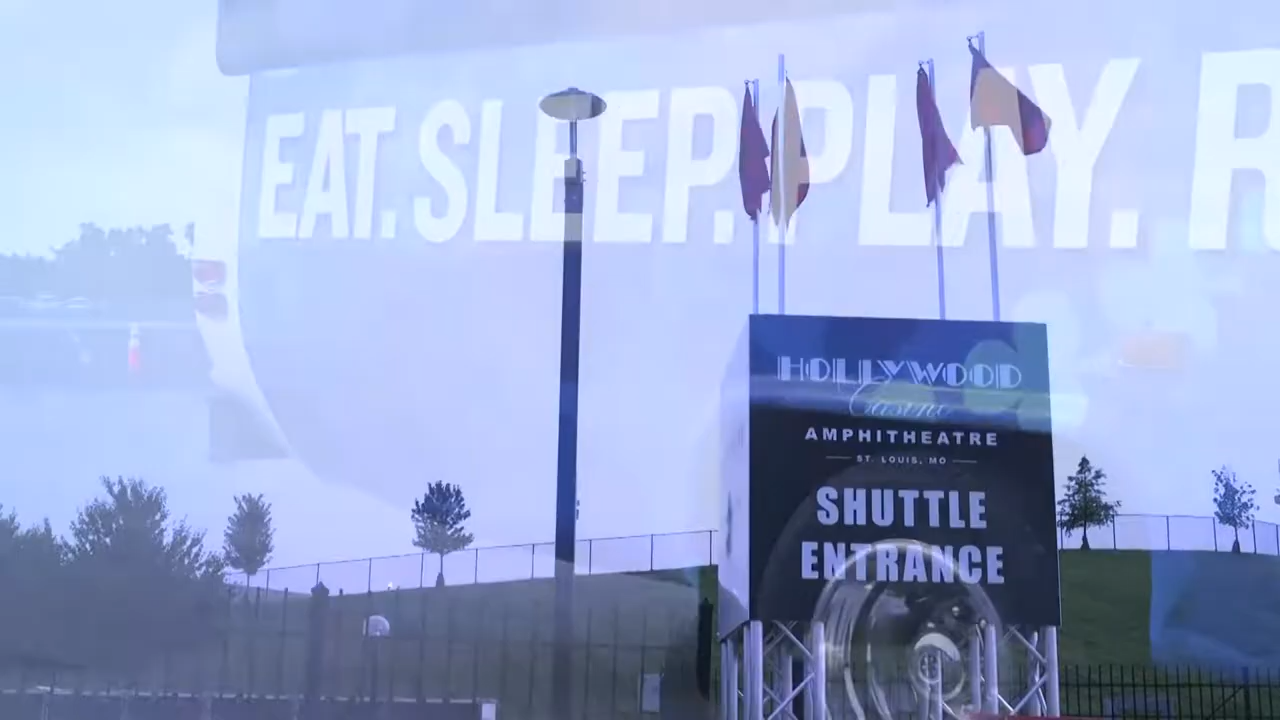 EAT. SLEEP. PLAY. R
HOLLYWOOD
Casino
AMPHITHEATRE
ST. LOUIS, MO
SHUTTLE
ENTRANCE